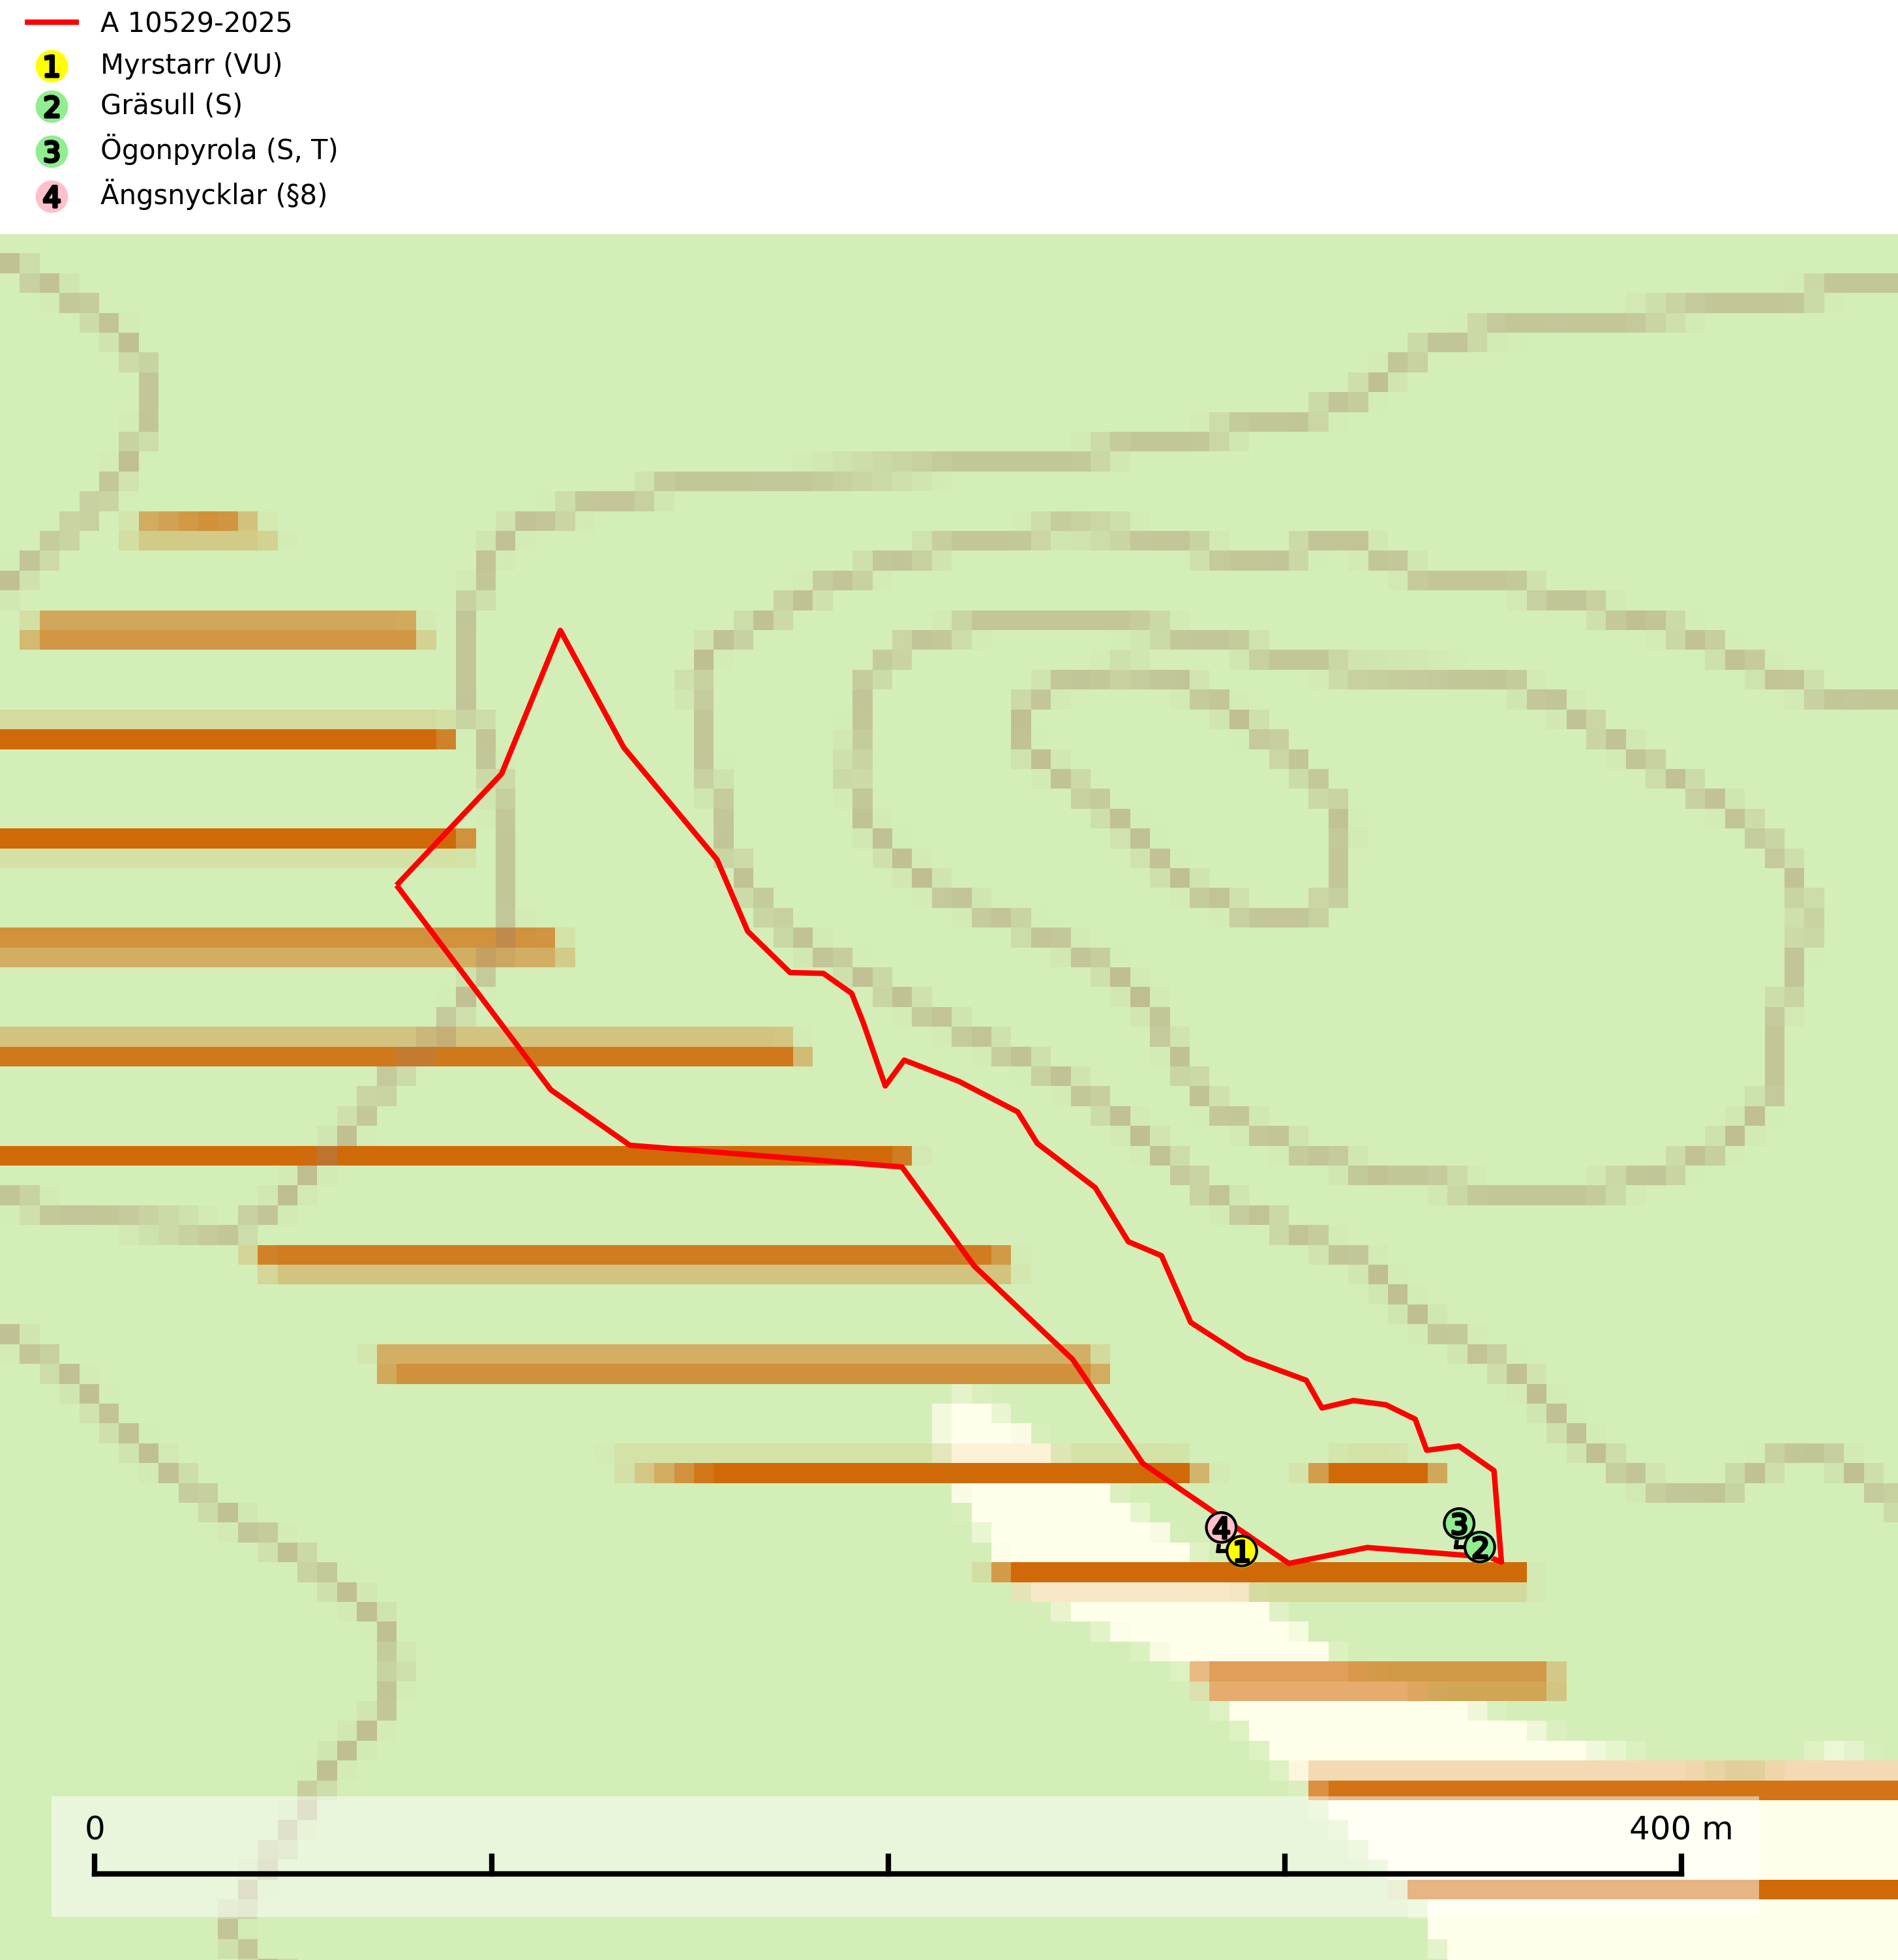 A 10529-2025
1 Myrstarr (VU)
2 Gräsull (S)
3 Ögonpyrola (S, T)
4 Ängsnycklar (§8)
3
4
2
1
0 400 m